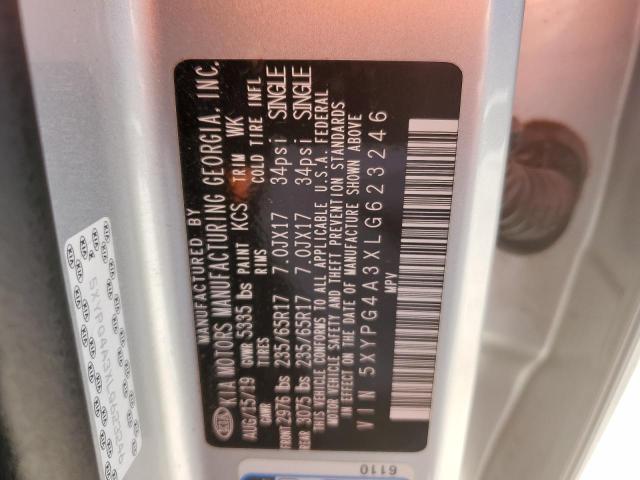 MANUFACTURED BY
KIA KIA MOTORS MANUFACTURING GEORGIA, INC.
AUG/15/19 GVWR 5335 lbs PAINT KCS TRIM WK
GAWR TIRES RIMS COLD TIRE INFL
FRONT 2976 lbs 235/65R17 7.0JX17 34psi SINGLE
REAR 3075 lbs 235/65R17 7.0JX17 34psi SINGLE
THIS VEHICLE CONFORMS TO ALL APPLICABLE U.S.A. FEDERAL
MOTOR VEHICLE SAFETY AND THEFT PREVENTION STANDARDS
IN EFFECT ON THE DATE OF MANUFACTURE SHOWN ABOVE
VIN 5XYPG4A3XLG623246
MPV
5XYPG4A3XLG623246
6110